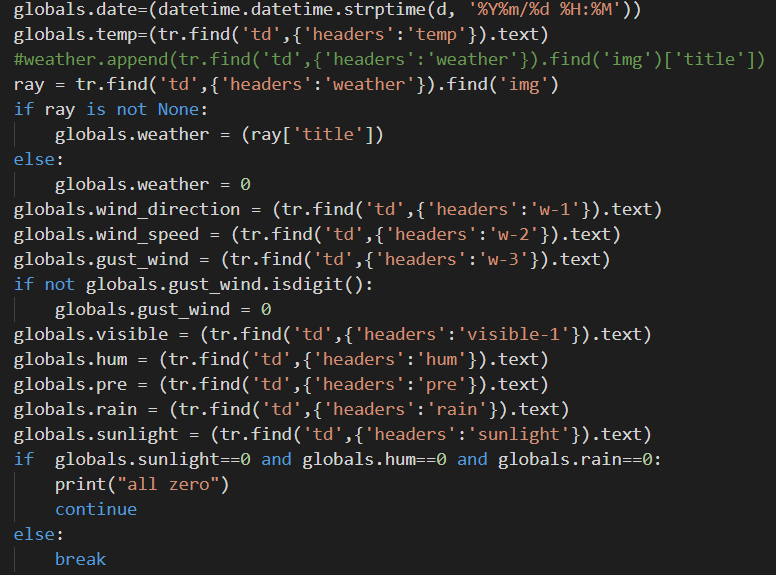 globals.date=(datetime.datetime.strptime(d, '%Y%m/%d %H:%M'))
globals.temp=(tr.find('td',{'headers':'temp'}).text)
#weather.append(tr.find('td',{'headers':'weather'}).find('img')['title'])
ray = tr.find('td',{'headers':'weather'}).find('img')
if ray is not None:
    globals.weather = (ray['title'])
else:
    globals.weather = 0
globals.wind_direction = (tr.find('td',{'headers':'w-1'}).text)
globals.wind_speed = (tr.find('td',{'headers':'w-2'}).text)
globals.gust_wind = (tr.find('td',{'headers':'w-3'}).text)
if not globals.gust_wind.isdigit():
    globals.gust_wind = 0
globals.visible = (tr.find('td',{'headers':'visible-1'}).text)
globals.hum = (tr.find('td',{'headers':'hum'}).text)
globals.pre = (tr.find('td',{'headers':'pre'}).text)
globals.rain = (tr.find('td',{'headers':'rain'}).text)
globals.sunlight = (tr.find('td',{'headers':'sunlight'}).text)
if  globals.sunlight==0 and globals.hum==0 and globals.rain==0:
    print("all zero")
    continue
else:
    break